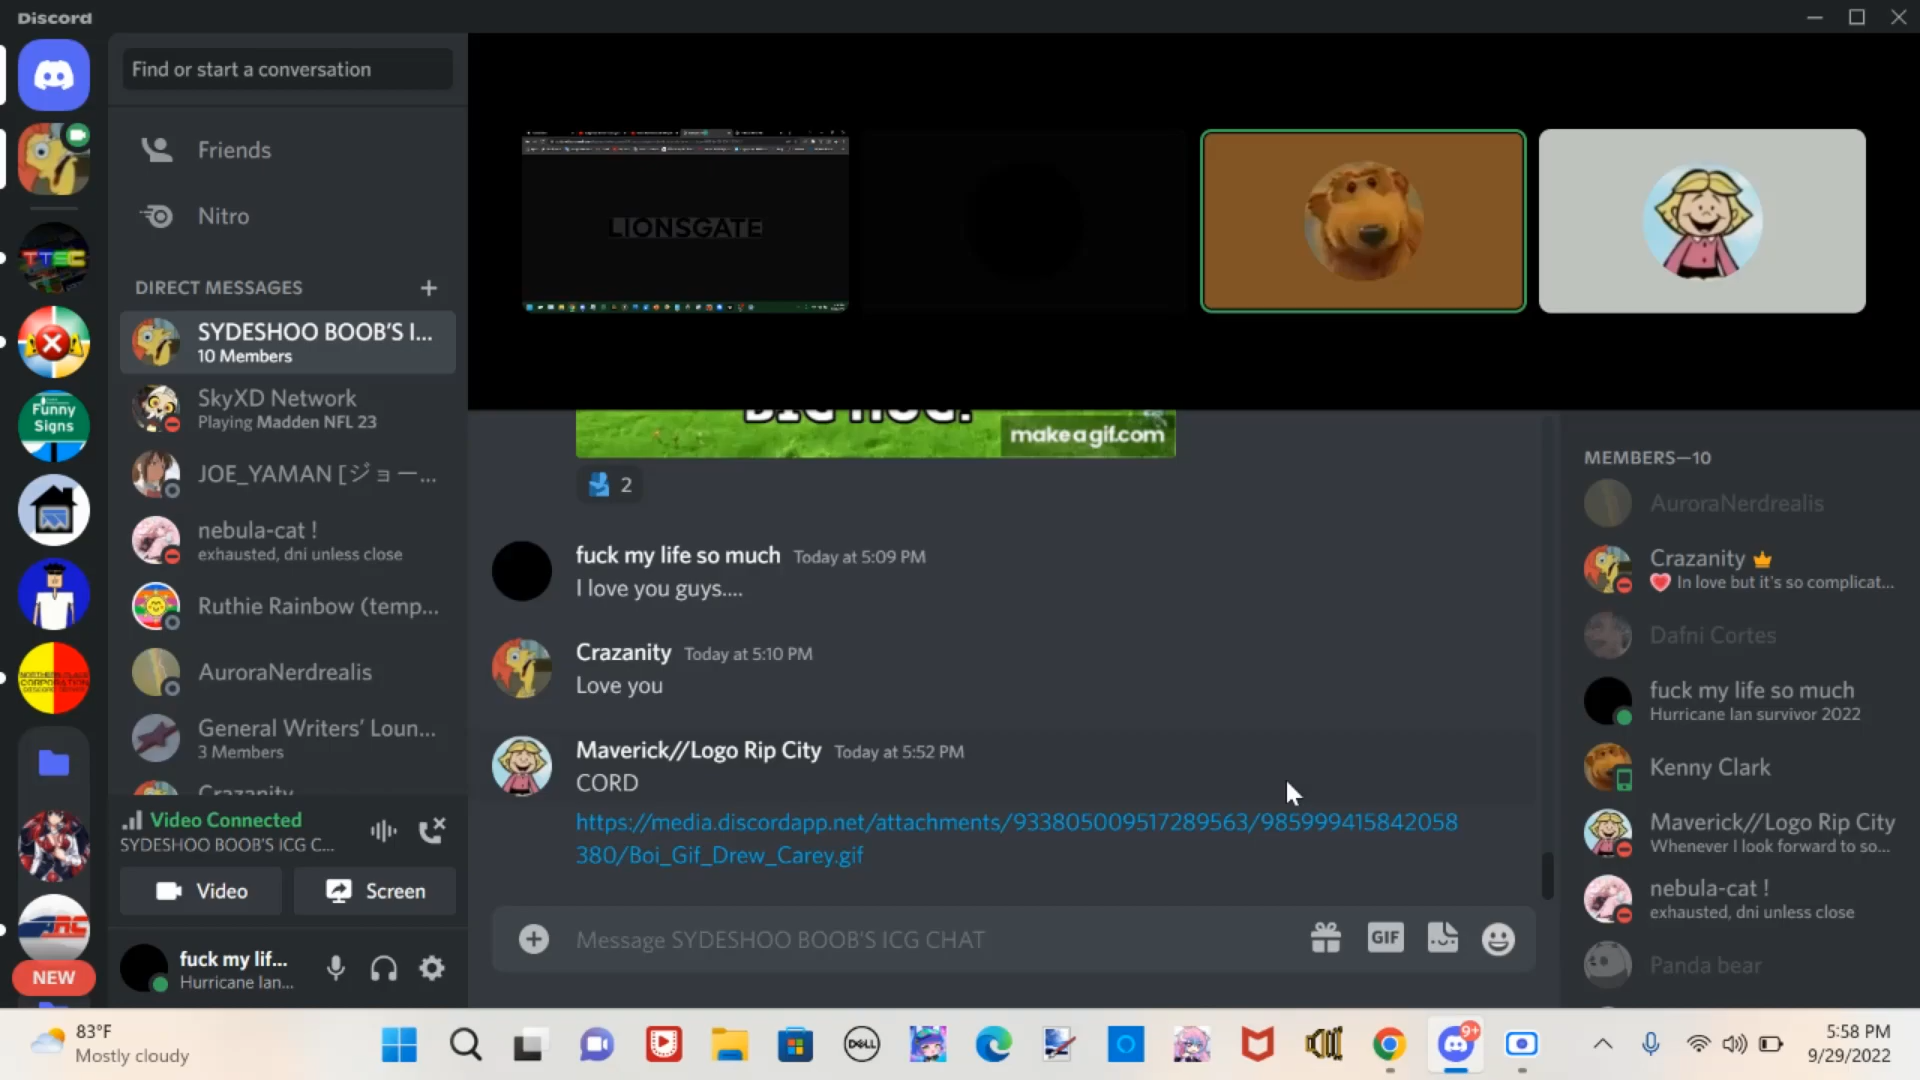 Discord
Find or start a conversation
Friends
Nitro
DIRECT MESSAGES
SYDESHOO BOOB'S I...
10 Members
SkyXD Network
Playing Madden NFL 23
JOE_YAMAN [ジョー...
nebula-cat !
exhausted, dni unless close
Ruthie Rainbow (temp...
AuroraNerdrealis
General Writers' Loun...
3 Members
Crazanity
Video Connected
SYDESHOO BOOB'S ICG C...
Video
Screen
fuck my lif...
Hurricane Ian...
TTEC
Funny
Signs
NEW
LIONSGATE
BIG HUG!
makeagif.com
2
fuck my life so much Today at 5:09 PM
I love you guys....
Crazanity Today at 5:10 PM
Love you
Maverick//Logo Rip City Today at 5:52 PM
CORD
https://media.discordapp.net/attachments/933805009517289563/985999415842058
380/Boi_Gif_Drew_Carey.gif
Message SYDESHOO BOOB'S ICG CHAT
GIF
MEMBERS—10
AuroraNerdrealis
Crazanity
In love but it's so complicat...
Dafni Cortes
fuck my life so much
Hurricane Ian survivor 2022
Kenny Clark
Maverick//Logo Rip City
Whenever I look forward to so...
nebula-cat !
exhausted, dni unless close
Panda bear
83°F
Mostly cloudy
DELL
9+
5:58 PM
9/29/2022